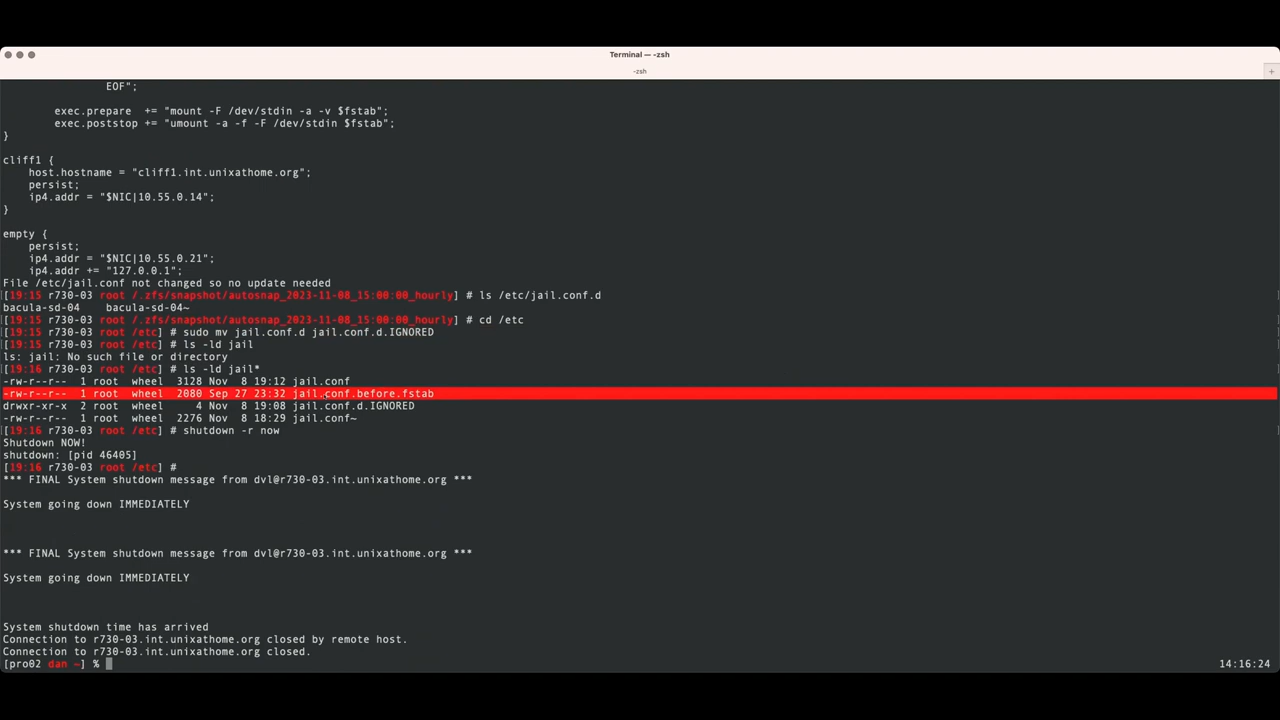 Terminal — -zsh
-zsh
+
EOF";
exec.prepare  += "mount -F /dev/stdin -a -v $fstab";
exec.poststop += "umount -a -f -F /dev/stdin $fstab";
}
cliff1 {
host.hostname = "cliff1.int.unixathome.org";
persist;
ip4.addr = "$NIC|10.55.0.14";
}
empty {
persist;
ip4.addr = "$NIC|10.55.0.21";
ip4.addr += "127.0.0.1";
File /etc/jail.conf not changed so no update needed
[19:15 r730-03 root /.zfs/snapshot/autosnap_2023-11-08_15:00:00_hourly] # ls /etc/jail.conf.d
bacula-sd-04    bacula-sd-04~
[19:15 r730-03 root /.zfs/snapshot/autosnap_2023-11-08_15:00:00_hourly] # cd /etc
[19:15 r730-03 root /etc] # sudo mv jail.conf.d jail.conf.d.IGNORED
[19:15 r730-03 root /etc] # ls -ld jail
ls: jail: No such file or directory
[19:16 r730-03 root /etc] # ls -ld jail*
-rw-r--r--  1 root  wheel  3128 Nov  8 19:12 jail.conf
-rw-r--r--  1 root  wheel  2080 Sep 27 23:32 jail.conf.before.fstab
drwxr-xr-x  2 root  wheel     4 Nov  8 19:08 jail.conf.d.IGNORED
-rw-r--r--  1 root  wheel  2276 Nov  8 18:29 jail.conf~
[19:16 r730-03 root /etc] # shutdown -r now
Shutdown NOW!
shutdown: [pid 46405]
[19:16 r730-03 root /etc] #
*** FINAL System shutdown message from dvl@r730-03.int.unixathome.org ***
System going down IMMEDIATELY
*** FINAL System shutdown message from dvl@r730-03.int.unixathome.org ***
System going down IMMEDIATELY
System shutdown time has arrived
Connection to r730-03.int.unixathome.org closed by remote host.
Connection to r730-03.int.unixathome.org closed.
[pro02 dan ~] % 14:16:24